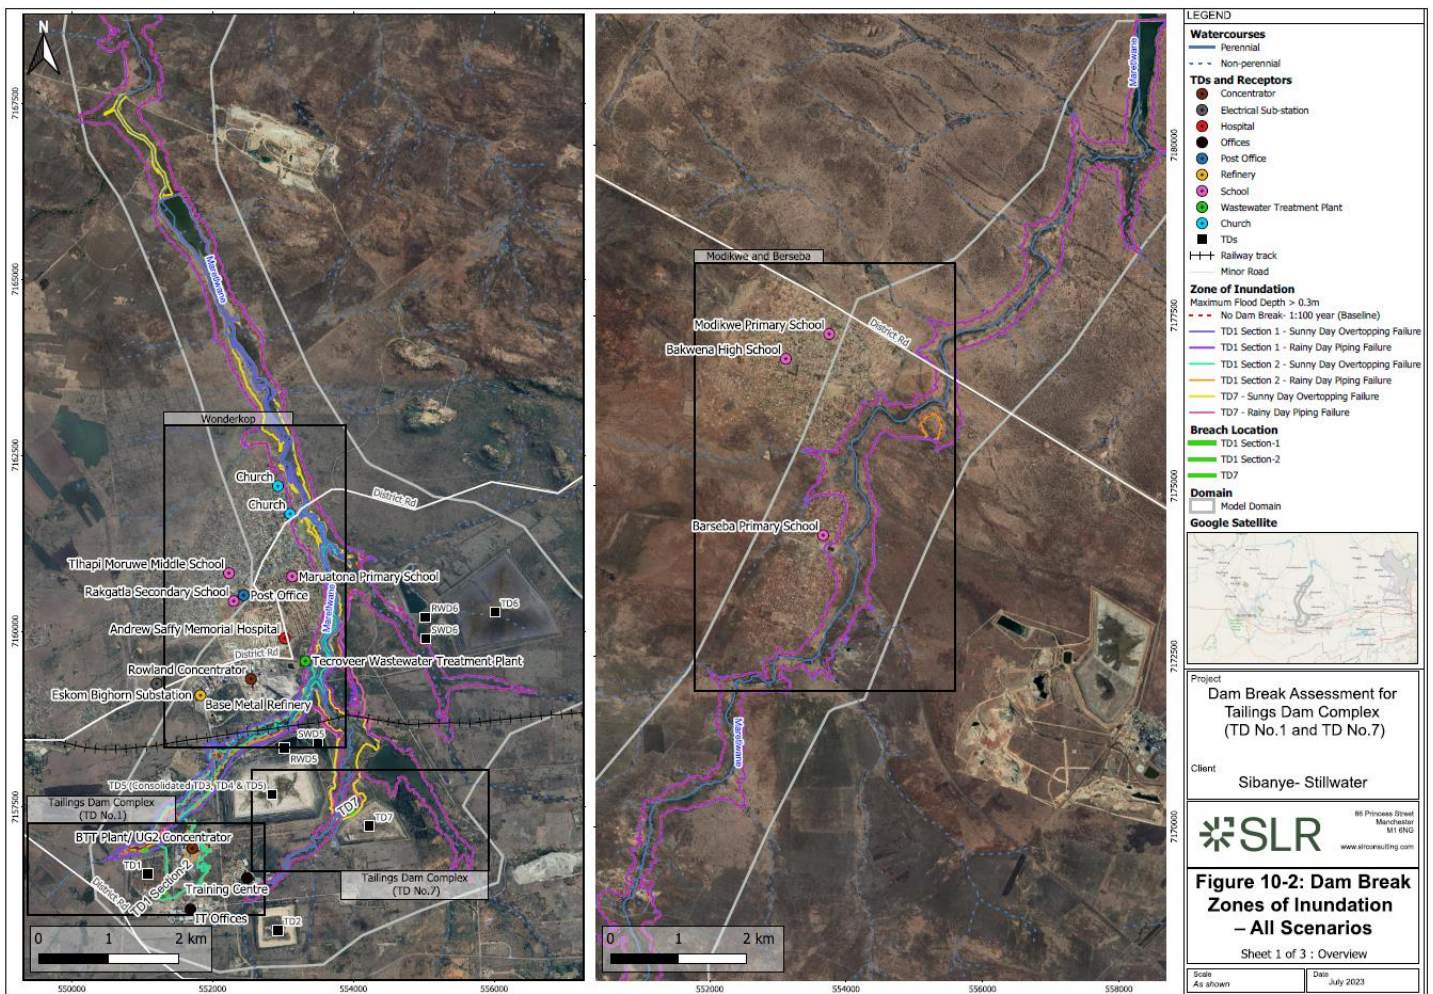 N
7167500
7165000
7162500
7160000
7157500
Maretlwane
Wonderkop
Church
Church
District Rd
Tlhapi Moruwe Middle School
Maruatona Primary School
Rakgatla Secondary School
Post Office
Maretlwane
RWD6
TD6
SWD6
Andrew Saffy Memorial Hospital
District Rd
Tecroveer Wastewater Treatment Plant
Rowland Concentrator
Eskom Bighorn Substation
Base Metal Refinery
SWD5
RWD5
TD5 (Consolidated TD3, TD4 & TD5)
Tailings Dam Complex
(TD No.1)
TD7
TD7
BTT Plant/ UG2 Concentrator
TD1
TD1 Section-2
Training Centre
Tailings Dam Complex
(TD No.7)
District Rd
IT Offices
TD2
0 1 2 km
550000 552000 554000 556000
Maretlwane
7180000
7177500
7175000
7172500
7170000
Modikwe and Berseba
Modikwe Primary School
District Rd
Bakwena High School
Barseba Primary School
Maretlwane
0 1 2 km
552000 554000 556000 558000
LEGEND
Watercourses
Perennial
Non-perennial
TDs and Receptors
Concentrator
Electrical Sub-station
Hospital
Offices
Post Office
Refinery
School
Wastewater Treatment Plant
Church
TDs
Railway track
Minor Road
Zone of Inundation
Maximum Flood Depth > 0.3m
No Dam Break- 1:100 year (Baseline)
TD1 Section 1 - Sunny Day Overtopping Failure
TD1 Section 1 - Rainy Day Piping Failure
TD1 Section 2 - Sunny Day Overtopping Failure
TD1 Section 2 - Rainy Day Piping Failure
TD7 - Sunny Day Overtopping Failure
TD7 - Rainy Day Piping Failure
Breach Location
TD1 Section-1
TD1 Section-2
TD7
Domain
Model Domain
Google Satellite
Project
Dam Break Assessment for
Tailings Dam Complex
(TD No.1 and TD No.7)
Client
Sibanye- Stillwater
SLR
86 Princess Street
Manchester
M1 6NG
www.slrconsulting.com
Figure 10-2: Dam Break
Zones of Inundation
– All Scenarios
Sheet 1 of 3 : Overview
Scale
As shown
Date
July 2023